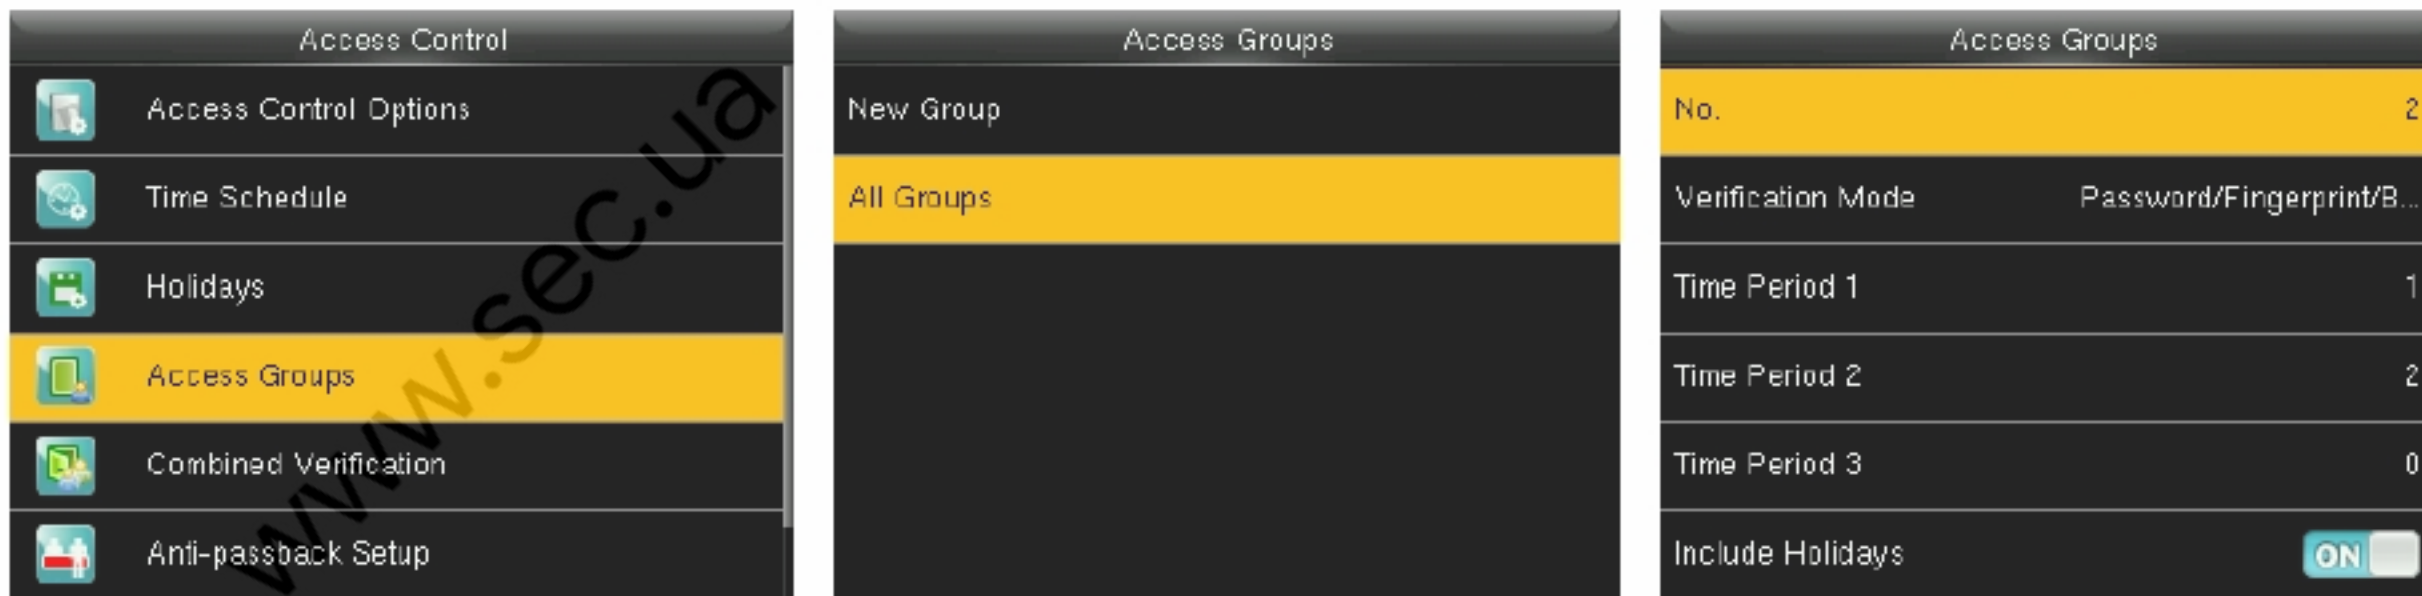 Access Control
Access Control Options
Time Schedule
Holidays
Access Groups
Combined Verification
Anti-passback Setup
www.sec.ua
Access Groups
New Group
All Groups
Access Groups
No. 2
Verification Mode Password/Fingerprint/B...
Time Period 1 1
Time Period 2 2
Time Period 3 0
Include Holidays ON